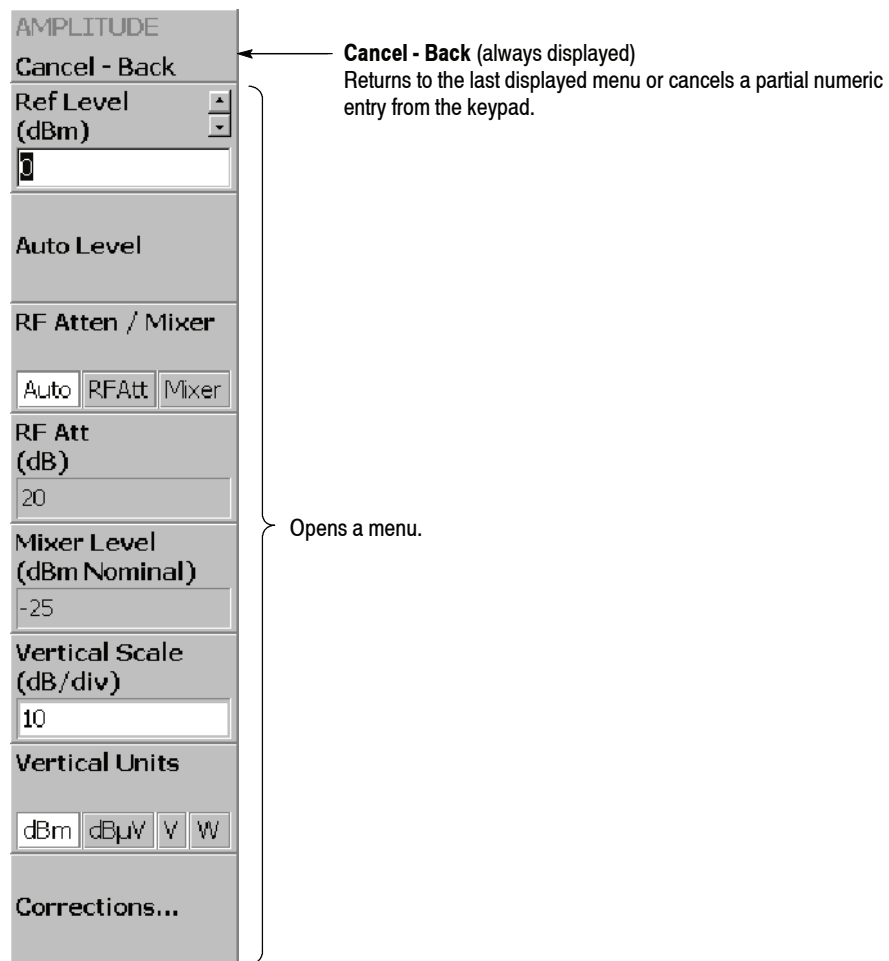 AMPLITUDE
Cancel - Back
Cancel - Back (always displayed)
Returns to the last displayed menu or cancels a partial numeric
entry from the keypad.
Ref Level
(dBm)
0
Auto Level
RF Atten / Mixer
Auto RFAtt Mixer
RF Att
(dB)
20
Mixer Level
(dBm Nominal)
-25
Opens a menu.
Vertical Scale
(dB/div)
10
Vertical Units
dBm dBµV V W
Corrections...